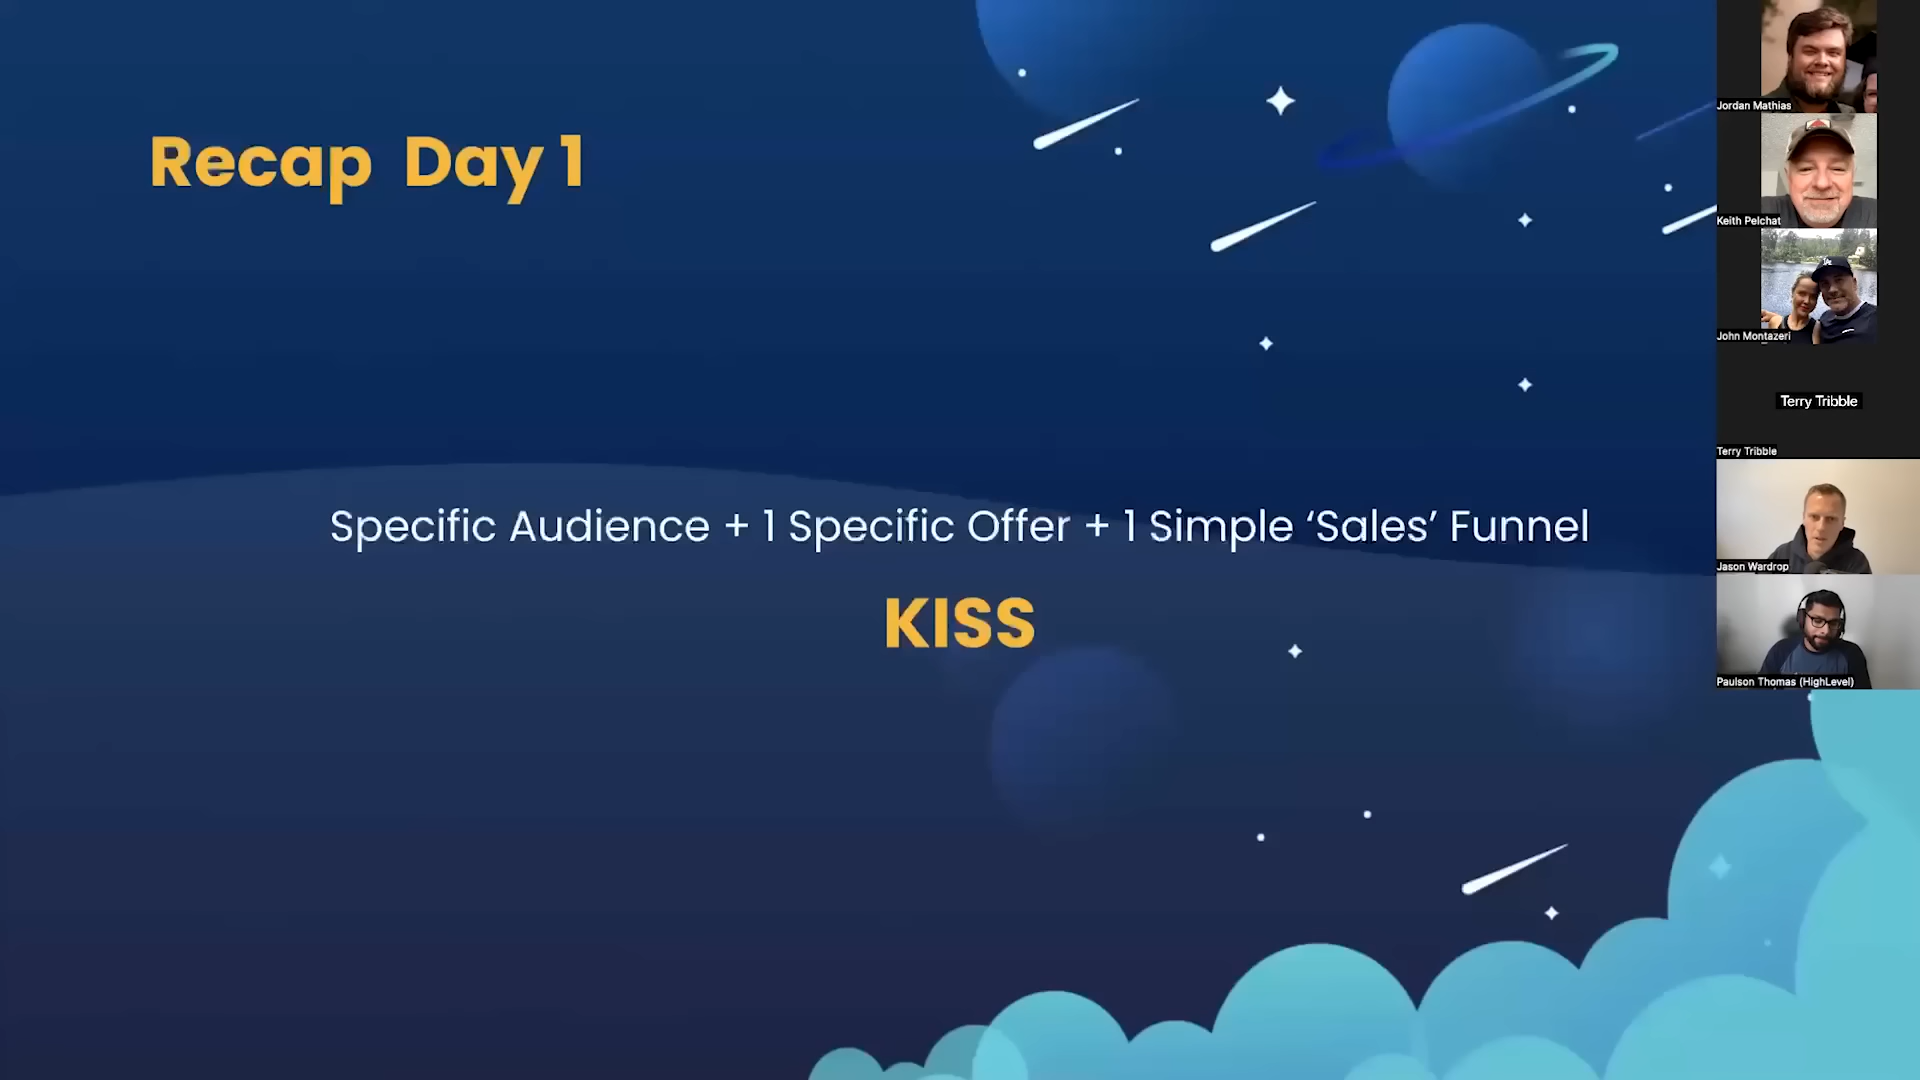 Recap Day 1
Specific Audience + 1 Specific Offer + 1 Simple ‘Sales’ Funnel
KISS
Jordan Mathias
Keith Pelchat
John Montazeri
Terry Tribble
Terry Tribble
Jason Wardrop
Paulson Thomas (HighLevel)